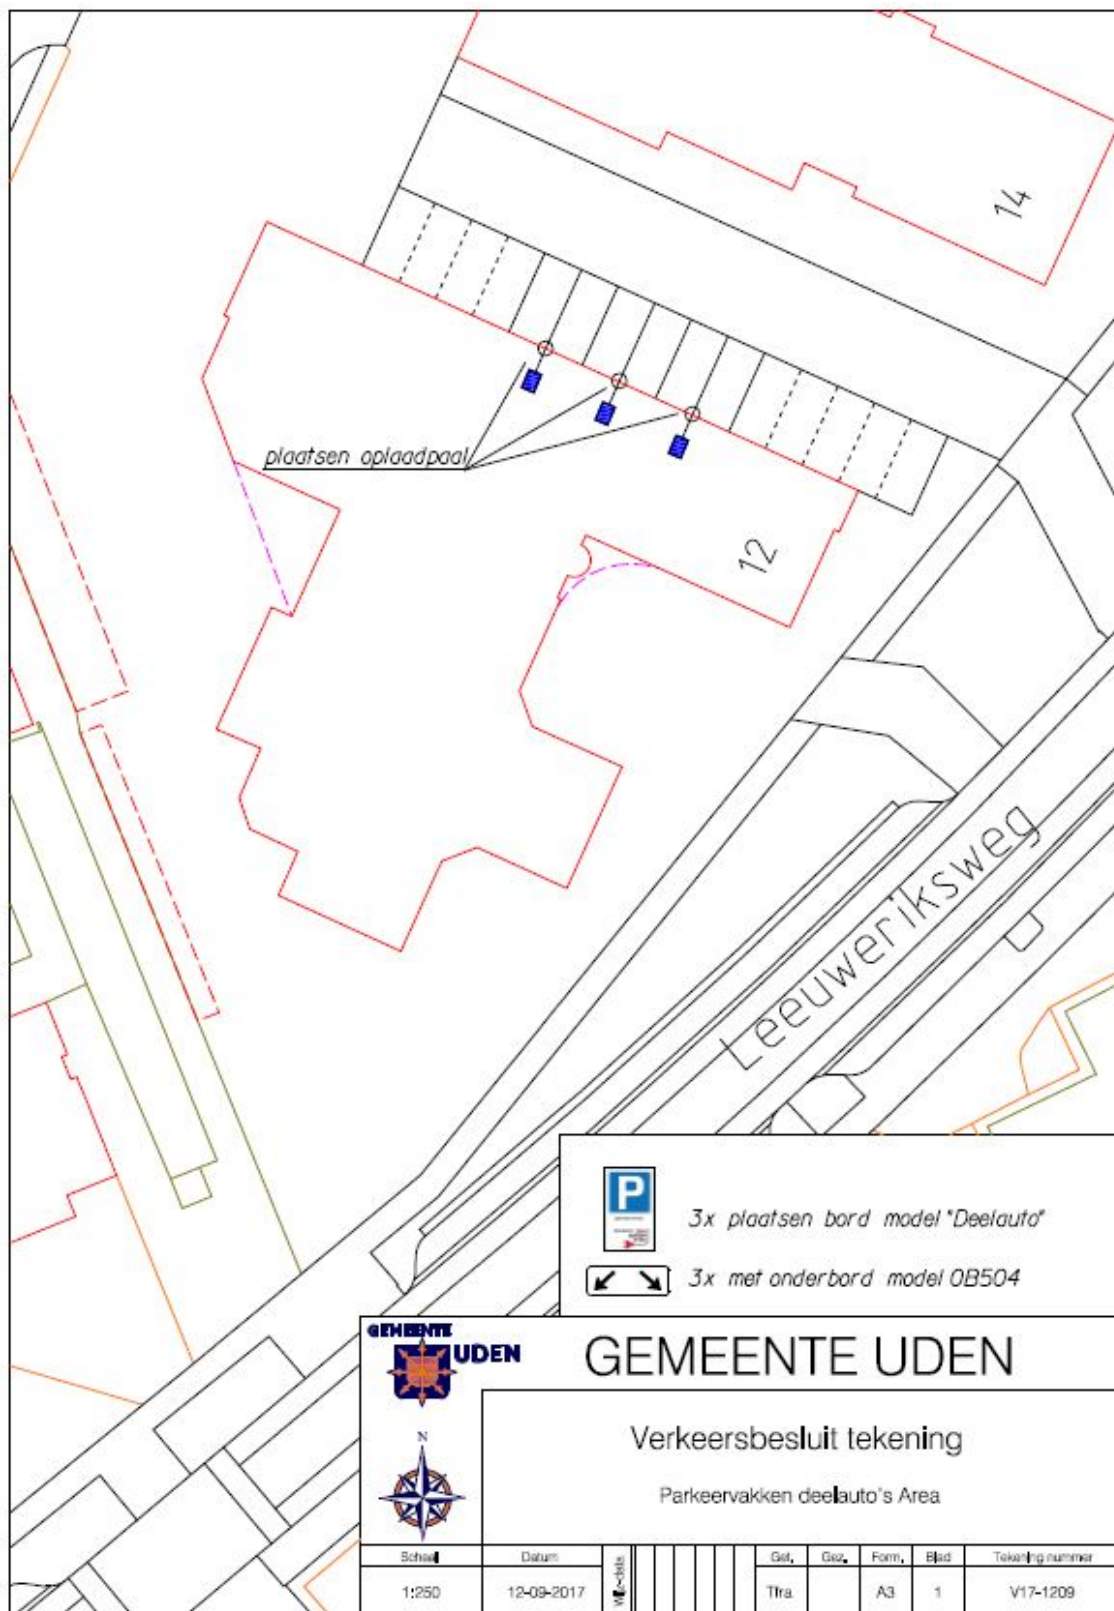 14
plaatsen oplaadpaal
12
Leeuweriksweg
P
3x plaatsen bord model "Deelauto"
3x met onderbord model OB504
GEMEENTE
UDEN
GEMEENTE UDEN
N
Verkeersbesluit tekening
Parkeervakken deelauto's Area
Schaal Datum Get. Gez. Form. Blad Tekening nummer
1:250 12-09-2017 A3 1 V17-1209